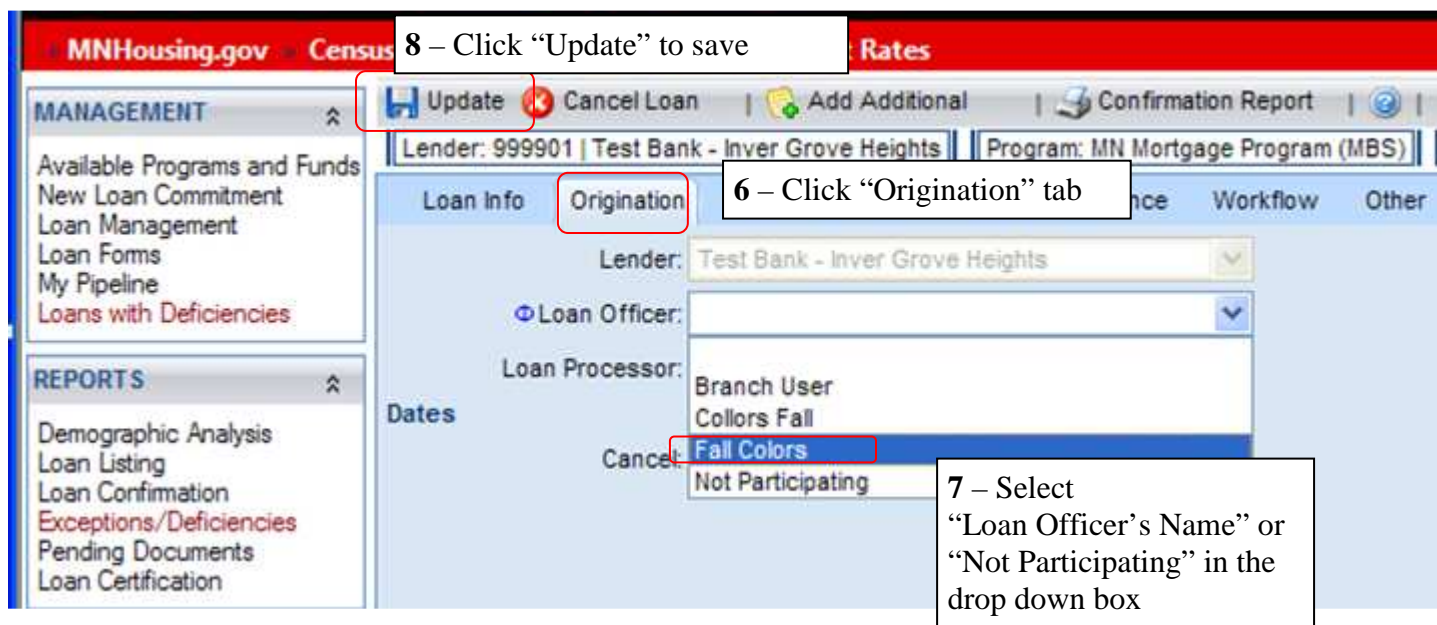 MNHousing.gov Census
8 – Click “Update” to save
Rates
MANAGEMENT
Available Programs and Funds
New Loan Commitment
Loan Management
Loan Forms
My Pipeline
Loans with Deficiencies
REPORTS
Demographic Analysis
Loan Listing
Loan Confirmation
Exceptions/Deficiencies
Pending Documents
Loan Certification
Update Cancel Loan | Add Additional | Confirmation Report | |
Lender: 999901 | Test Bank - Inver Grove Heights Program: MN Mortgage Program (MBS)
Loan Info Origination
6 – Click “Origination” tab
Workflow Other
Lender: Test Bank - Inver Grove Heights
ΦLoan Officer:
Loan Processor:
Branch User
Dates
Collors Fall
Cancel:
Fall Colors
Not Participating
7 – Select
“Loan Officer’s Name” or
“Not Participating” in the
drop down box